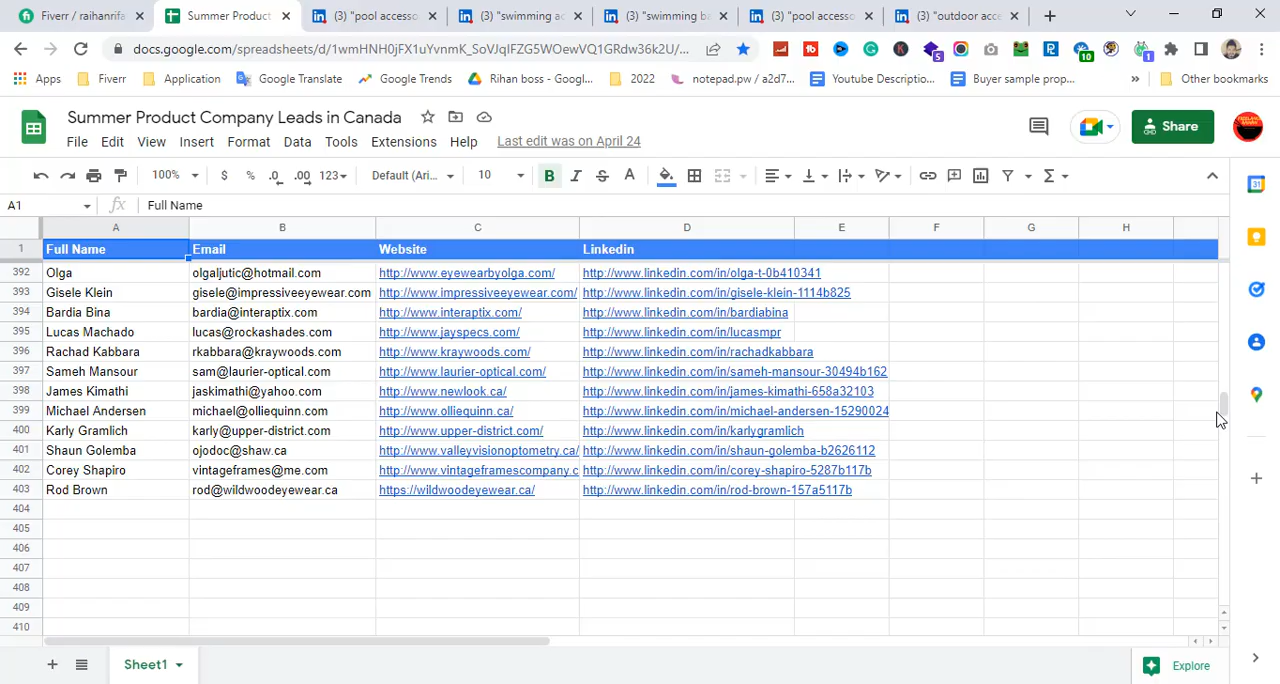 Fiverr / raihanrifa
Summer Product
(3) "pool accesso
(3) "swimming ac
(3) "swimming ba
(3) "pool accesso
(3) "outdoor acce
docs.google.com/spreadsheets/d/1wmHNH0jFX1uYvnmK_SoVJqIFZG5WOewVQ1GRdw36k2U/...
5
10
1
Apps
Fiverr
Application
Google Translate
Google Trends
Rihan boss - Googl...
2022
notepad.pw / a2d7...
Youtube Descriptio...
Buyer sample prop...
Other bookmarks
Summer Product Company Leads in Canada
Share
File Edit View Insert Format Data Tools Extensions Help Last edit was on April 24
100% $ % .0 .00 123 Default (Ari... 10 B I S A
A1 fx Full Name
A B C D E F G H
1 Full Name Email Website Linkedin
392 Olga olgaljutic@hotmail.com http://www.eyewearbyolga.com/ http://www.linkedin.com/in/olga-t-0b410341
393 Gisele Klein gisele@impressiveeyewear.com http://www.impressiveeyewear.com/ http://www.linkedin.com/in/gisele-klein-1114b825
394 Bardia Bina bardia@interaptix.com http://www.interaptix.com/ http://www.linkedin.com/in/bardiabina
395 Lucas Machado lucas@rockashades.com http://www.jayspecs.com/ http://www.linkedin.com/in/lucasmpr
396 Rachad Kabbara rkabbara@kraywoods.com http://www.kraywoods.com/ http://www.linkedin.com/in/rachadkabbara
397 Sameh Mansour sam@laurier-optical.com http://www.laurier-optical.com/ http://www.linkedin.com/in/sameh-mansour-30494b162
398 James Kimathi jaskimathi@yahoo.com http://www.newlook.ca/ http://www.linkedin.com/in/james-kimathi-658a32103
399 Michael Andersen michael@olliequinn.com http://www.olliequinn.ca/ http://www.linkedin.com/in/michael-andersen-15290024
400 Karly Gramlich karly@upper-district.com http://www.upper-district.com/ http://www.linkedin.com/in/karlygramlich
401 Shaun Golemba ojodoc@shaw.ca http://www.valleyvisionoptometry.ca/ http://www.linkedin.com/in/shaun-golemba-b2626112
402 Corey Shapiro vintageframes@me.com http://www.vintageframescompany.c http://www.linkedin.com/in/corey-shapiro-5287b117b
403 Rod Brown rod@wildwoodeyewear.ca https://wildwoodeyewear.ca/ http://www.linkedin.com/in/rod-brown-157a5117b
404
405
406
407
408
409
410
Sheet1
Explore